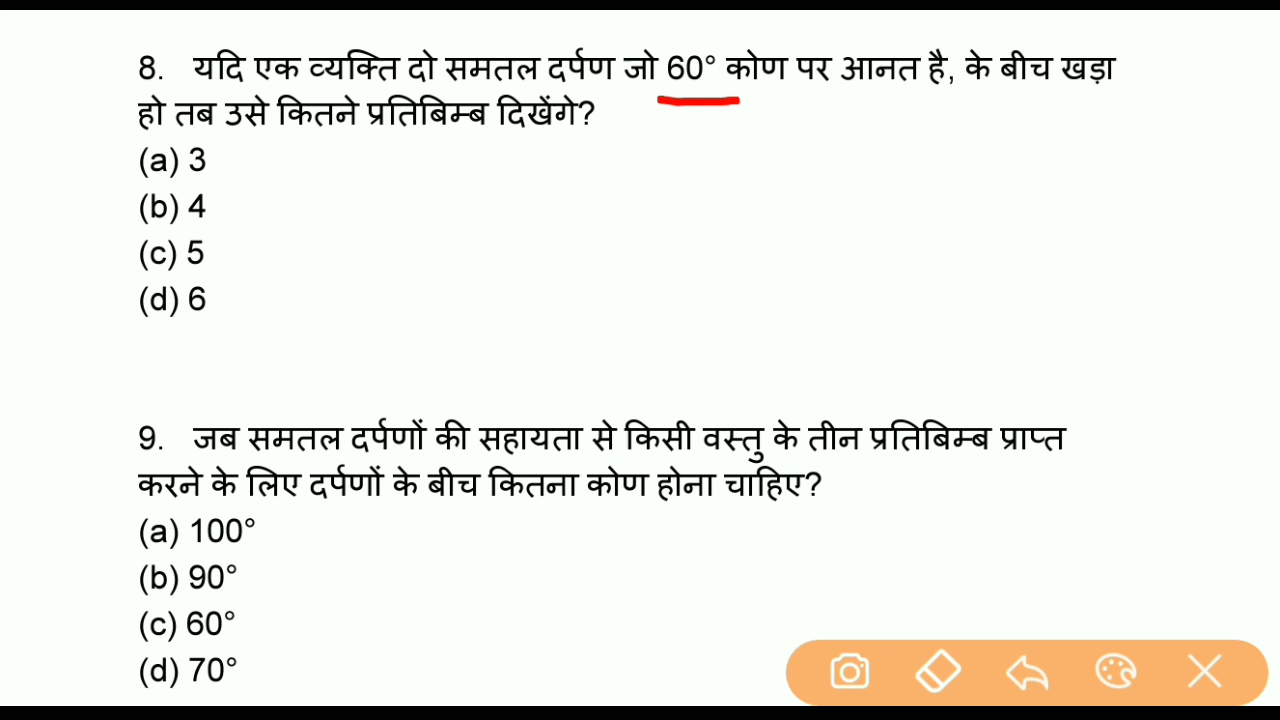 8. यदि एक व्यक्ति दो समतल दर्पण जो 60° कोण पर आनत है, के बीच खड़ा
हो तब उसे कितने प्रतिबिम्ब दिखेंगे?
(a) 3
(b) 4
(c) 5
(d) 6
9. जब समतल दर्पणों की सहायता से किसी वस्तु के तीन प्रतिबिम्ब प्राप्त
करने के लिए दर्पणों के बीच कितना कोण होना चाहिए?
(a) 100°
(b) 90°
(c) 60°
(d) 70°